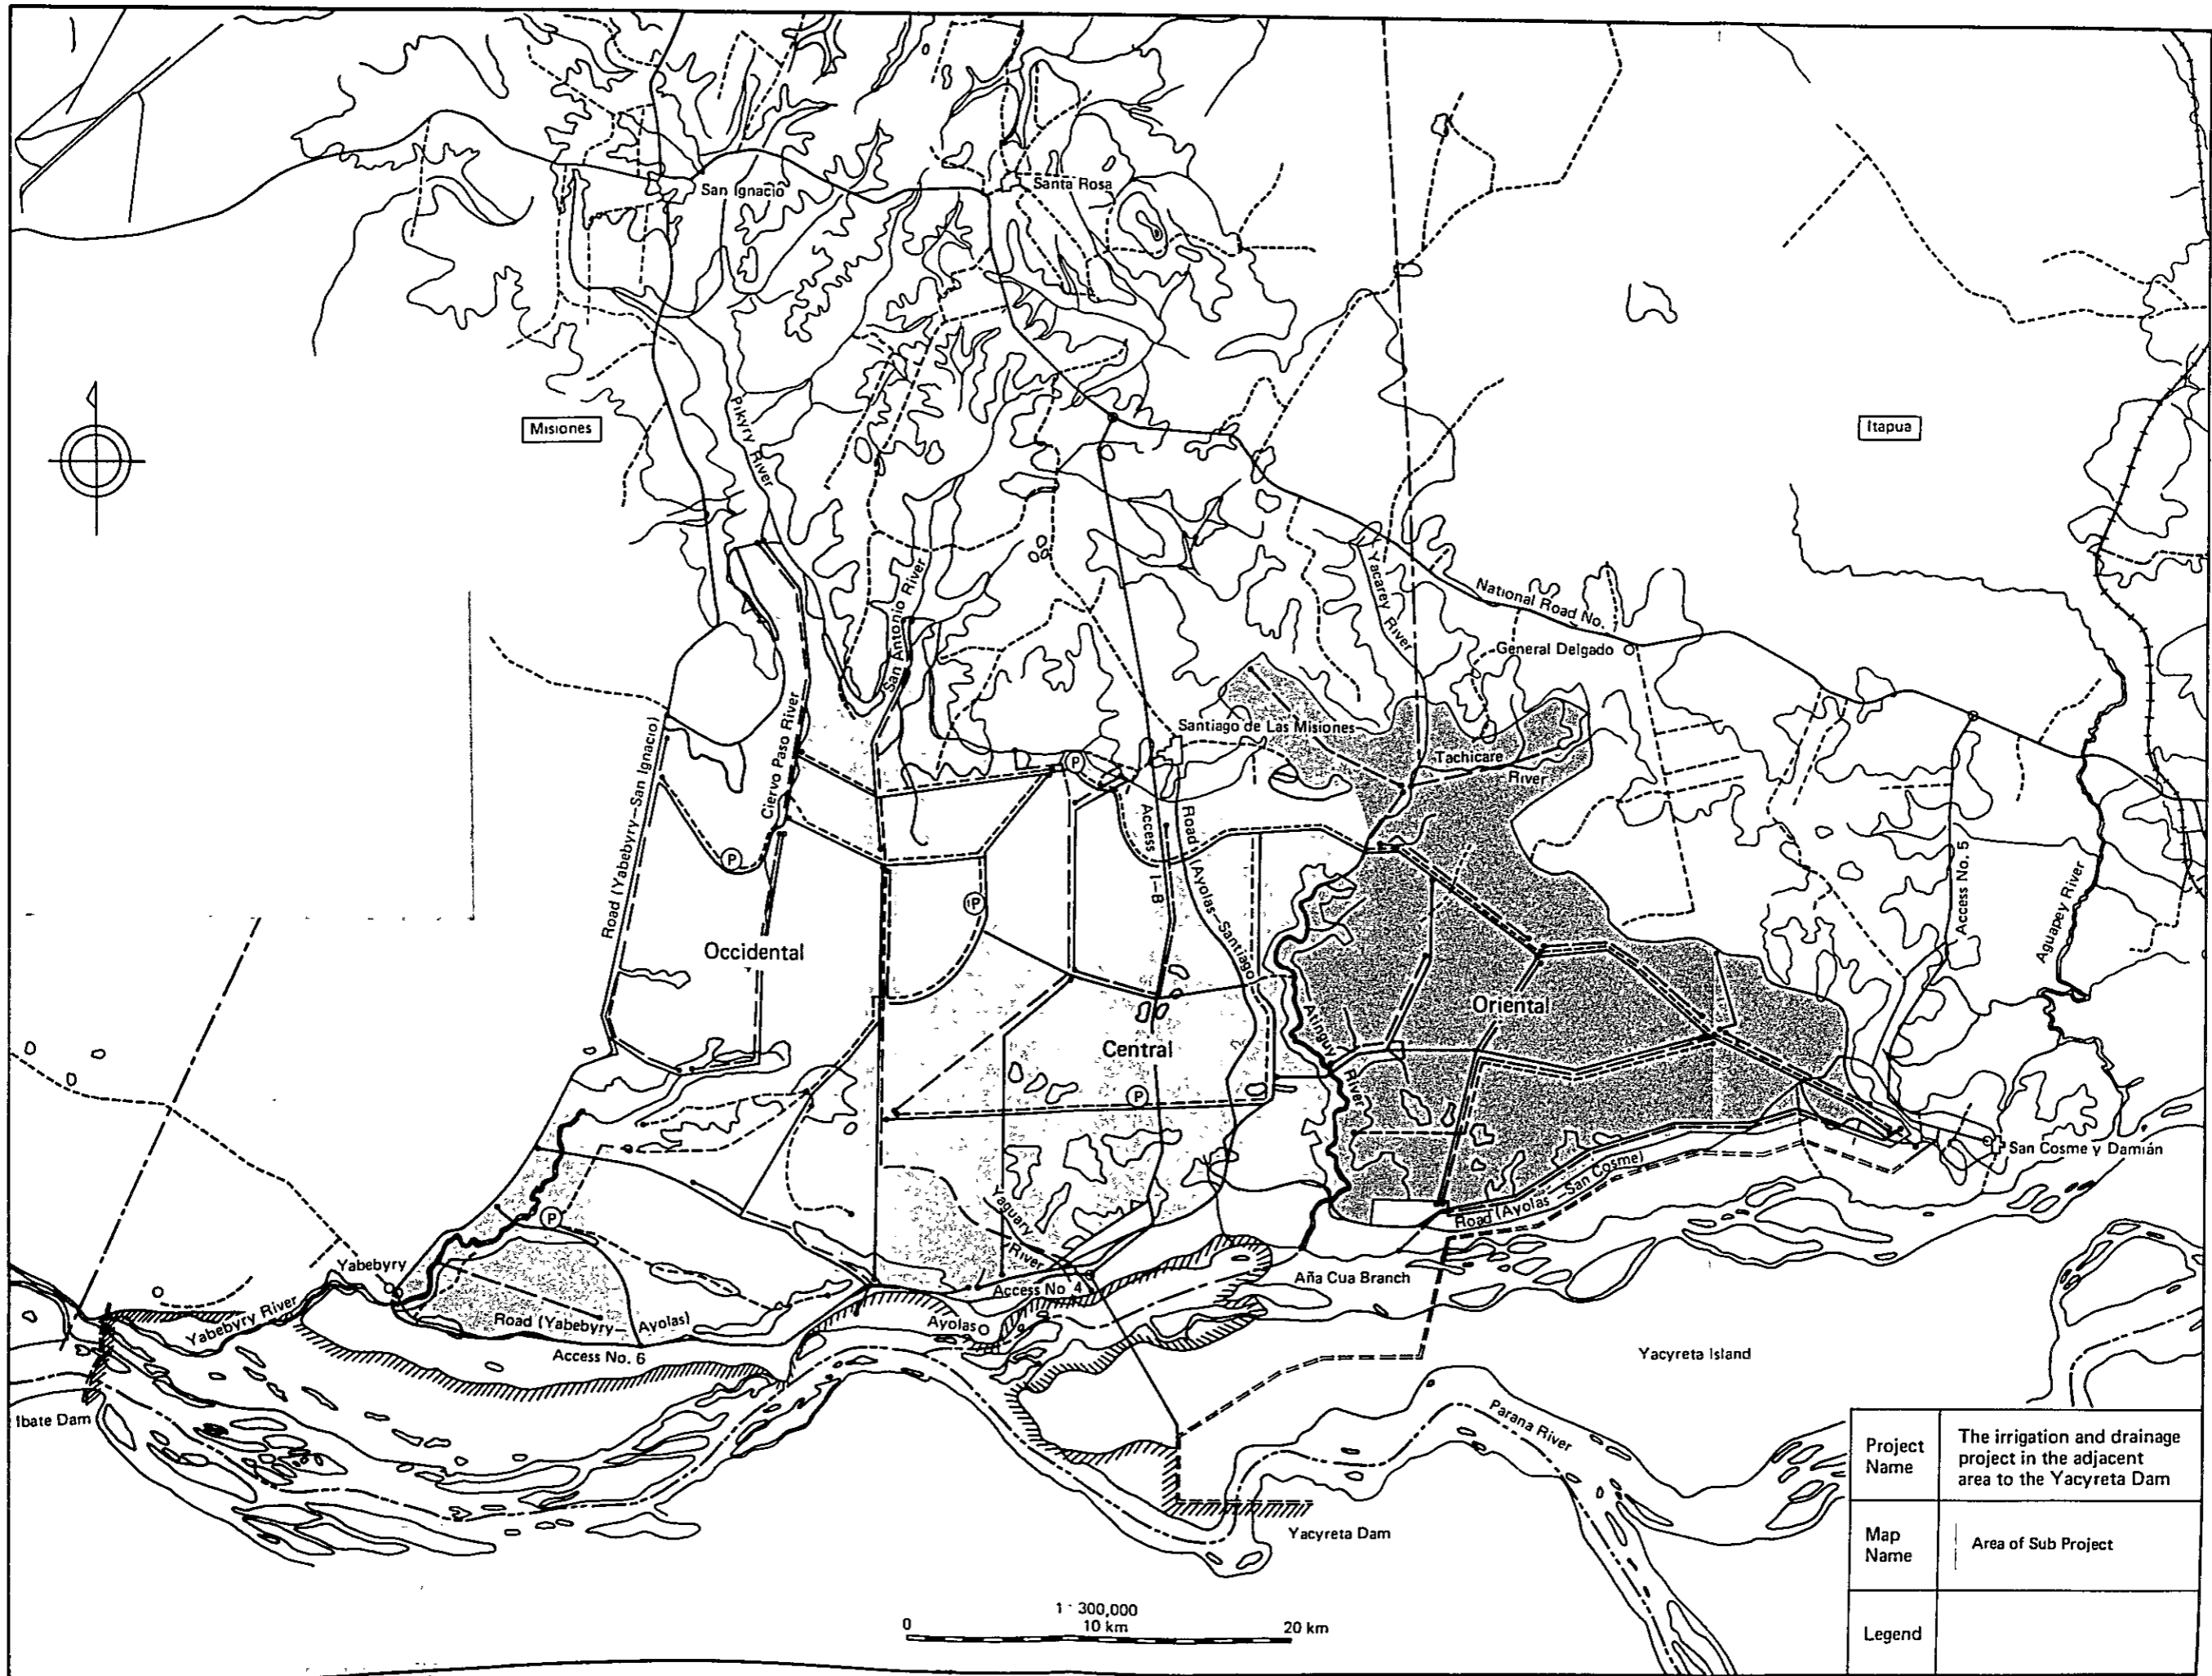 San Ignacio
Santa Rosa
Misiones
Itapua
Pikyry River
San Antonio River
Yacarey River
National Road No. 1
General Delgado
Santiago de Las Misiones
Tachicare River
Road (Yabebyry–San Ignacio)
Ciervo Paso River
P
P
P
Access 1–8
Road (Ayolas–Santiago)
Access No. 5
Aguapey River
Occidental
Oriental
Central
Atinguy River
P
San Cosme y Damián
Yaguary River
Road (Ayolas–San Cosme)
P
Yabebyry
Aña Cua Branch
Access No. 4
Yabebyry River
Road (Yabebyry–Ayolas)
Ayolas
Access No. 6
Yacyreta Island
Ibate Dam
Parana River
Yacyreta Dam
Project Name
The irrigation and drainage
project in the adjacent
area to the Yacyreta Dam
Map Name
Area of Sub Project
Legend
1 : 300,000
0 10 km 20 km